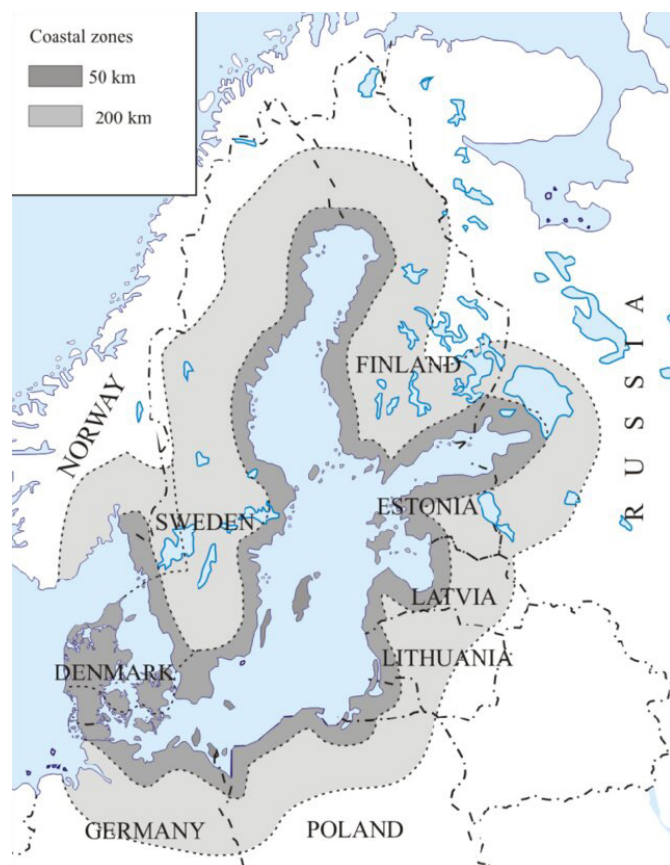 Coastal zones
50 km
200 km
FINLAND
NORWAY
RUSSIA
SWEDEN
ESTONIA
LATVIA
LITHUANIA
DENMARK
GERMANY
POLAND